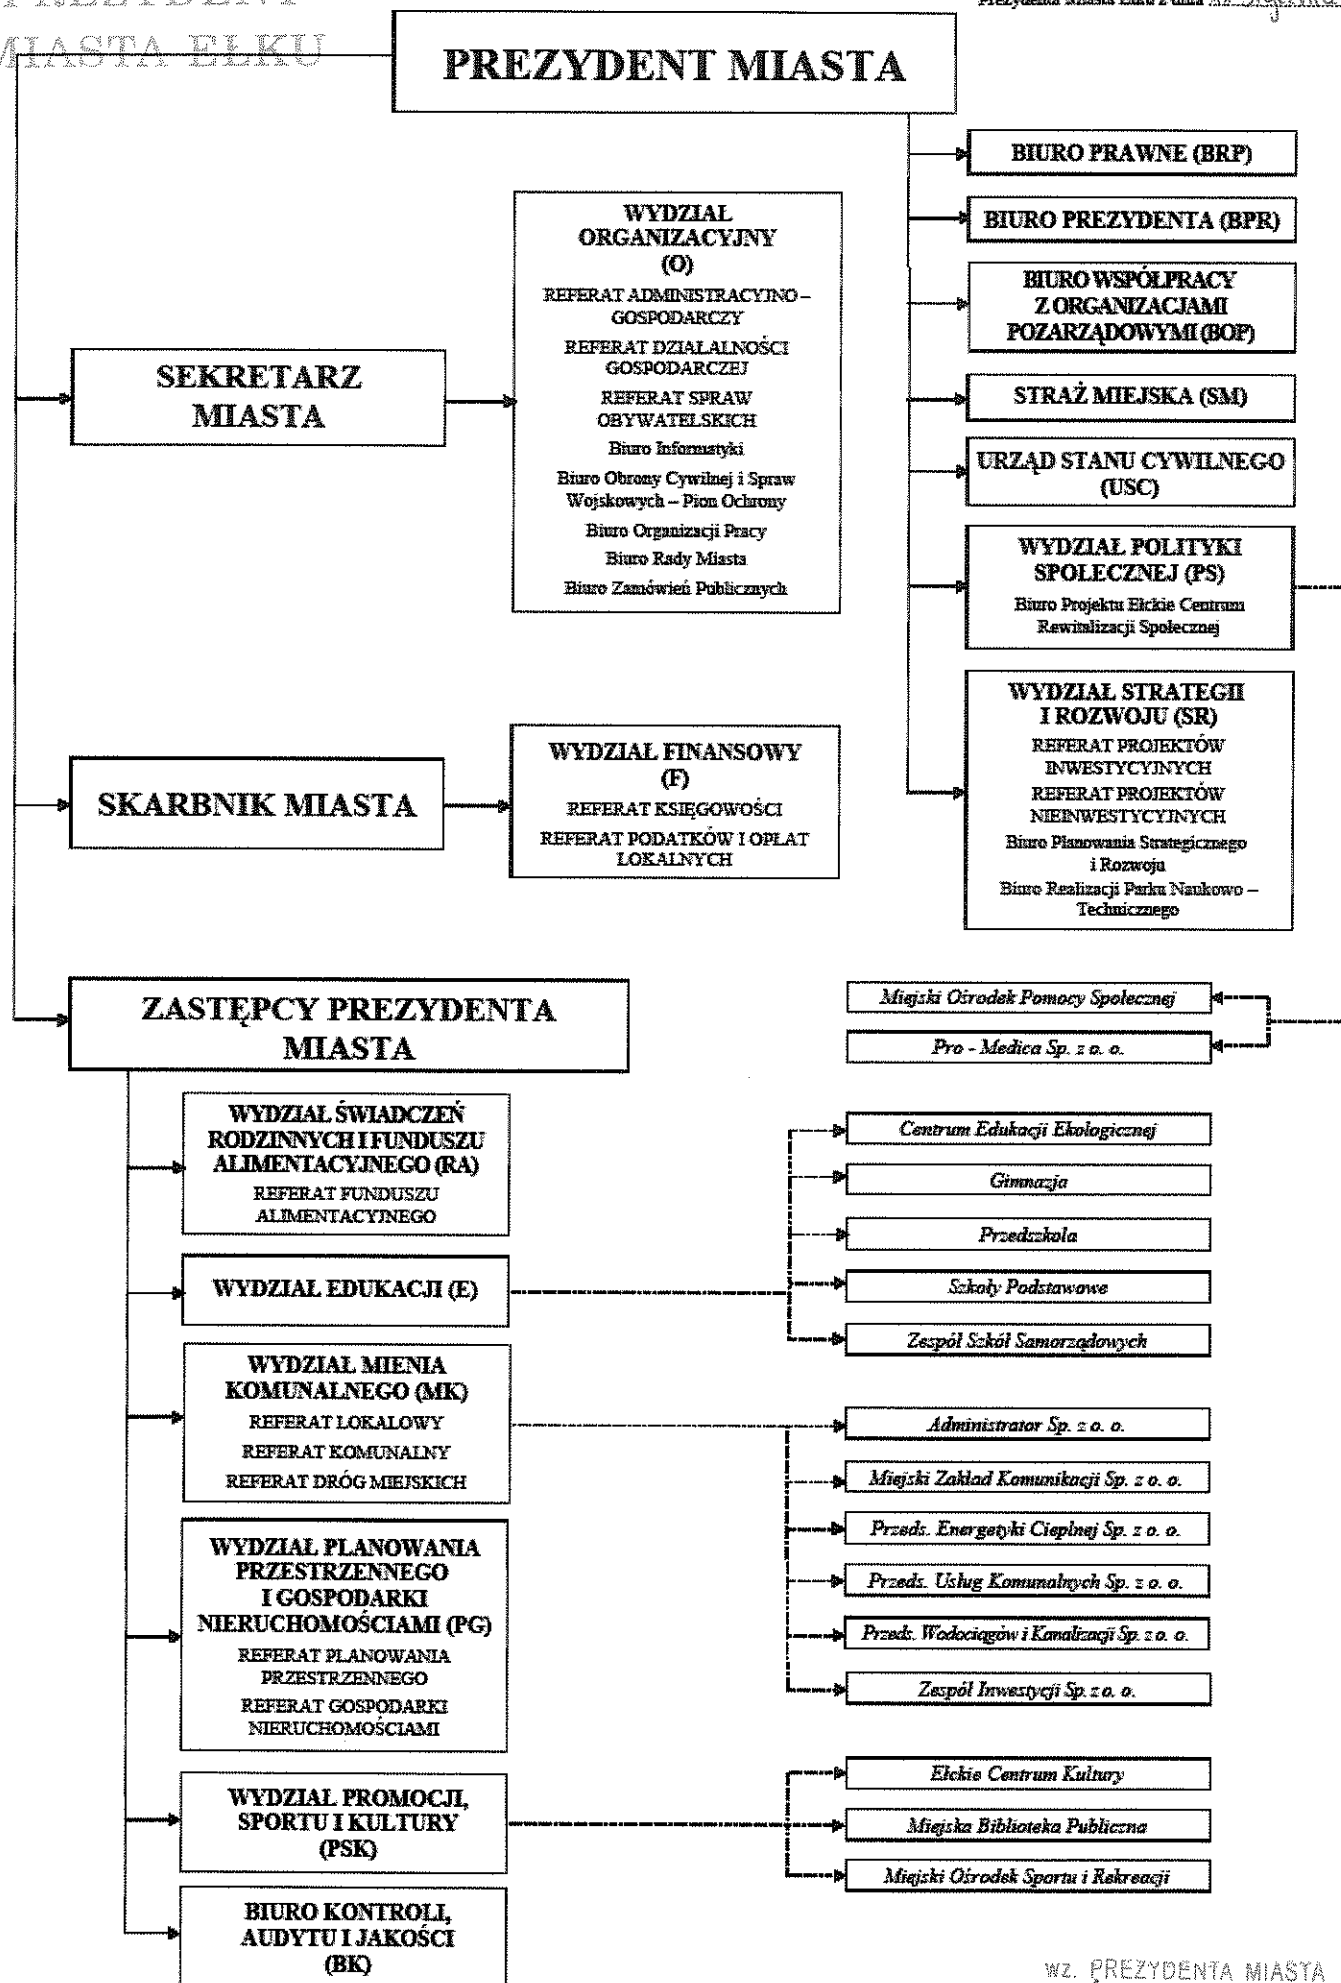 PREZYDENT
MIASTA EŁKU
Prezydenta Miasta Ełku z dnia
PREZYDENT MIASTA
BIURO PRAWNE (BRP)
BIURO PREZYDENTA (BPR)
BIURO WSPÓŁPRACY
Z ORGANIZACJAMI
POZARZĄDOWYMI (BOP)
STRAŻ MIEJSKA (SM)
URZĄD STANU CYWILNEGO
(USC)
WYDZIAŁ POLITYKI
SPOŁECZNEJ (PS)
Biuro Projektu Ełckie Centrum
Rewitalizacji Społecznej
WYDZIAŁ STRATEGII
I ROZWOJU (SR)
REFERAT PROJEKTÓW
INWESTYCYJNYCH
REFERAT PROJEKTÓW
NIEINWESTYCYJNYCH
Biuro Planowania Strategicznego
i Rozwoju
Biuro Realizacji Parku Naukowo –
Technicznego
SEKRETARZ
MIASTA
WYDZIAŁ
ORGANIZACYJNY
(O)
REFERAT ADMINISTRACYJNO –
GOSPODARCZY
REFERAT DZIAŁALNOŚCI
GOSPODARCZEJ
REFERAT SPRAW
OBYWATELSKICH
Biuro Informatyki
Biuro Obrony Cywilnej i Spraw
Wojskowych – Pion Ochrony
Biuro Organizacji Pracy
Biuro Rady Miasta
Biuro Zamówień Publicznych
SKARBNIK MIASTA
WYDZIAŁ FINANSOWY
(F)
REFERAT KSIĘGOWOŚCI
REFERAT PODATKÓW I OPŁAT
LOKALNYCH
ZASTĘPCY PREZYDENTA
MIASTA
Miejski Ośrodek Pomocy Społecznej
Pro - Medica Sp. z o. o.
WYDZIAŁ ŚWIADCZEŃ
RODZINNYCH I FUNDUSZU
ALIMENTACYJNEGO (RA)
REFERAT FUNDUSZU
ALIMENTACYJNEGO
WYDZIAŁ EDUKACJI (E)
Centrum Edukacji Ekologicznej
Gimnazja
Przedszkola
Szkoły Podstawowe
Zespół Szkół Samorządowych
WYDZIAŁ MIENIA
KOMUNALNEGO (MK)
REFERAT LOKALOWY
REFERAT KOMUNALNY
REFERAT DRÓG MIEJSKICH
Administrator Sp. z o. o.
Miejski Zakład Komunikacji Sp. z o. o.
Przeds. Energetyki Cieplnej Sp. z o. o.
Przeds. Usług Komunalnych Sp. z o. o.
Przeds. Wodociągów i Kanalizacji Sp. z o. o.
Zespół Inwestycji Sp. z o. o.
WYDZIAŁ PLANOWANIA
PRZESTRZENNEGO
I GOSPODARKI
NIERUCHOMOŚCIAMI (PG)
REFERAT PLANOWANIA
PRZESTRZENNEGO
REFERAT GOSPODARKI
NIERUCHOMOŚCIAMI
WYDZIAŁ PROMOCJI,
SPORTU I KULTURY
(PSK)
Ełckie Centrum Kultury
Miejska Biblioteka Publiczna
Miejski Ośrodek Sportu i Rekreacji
BIURO KONTROLI,
AUDYTU I JAKOŚCI
(BK)
wz. PREZYDENTA MIASTA